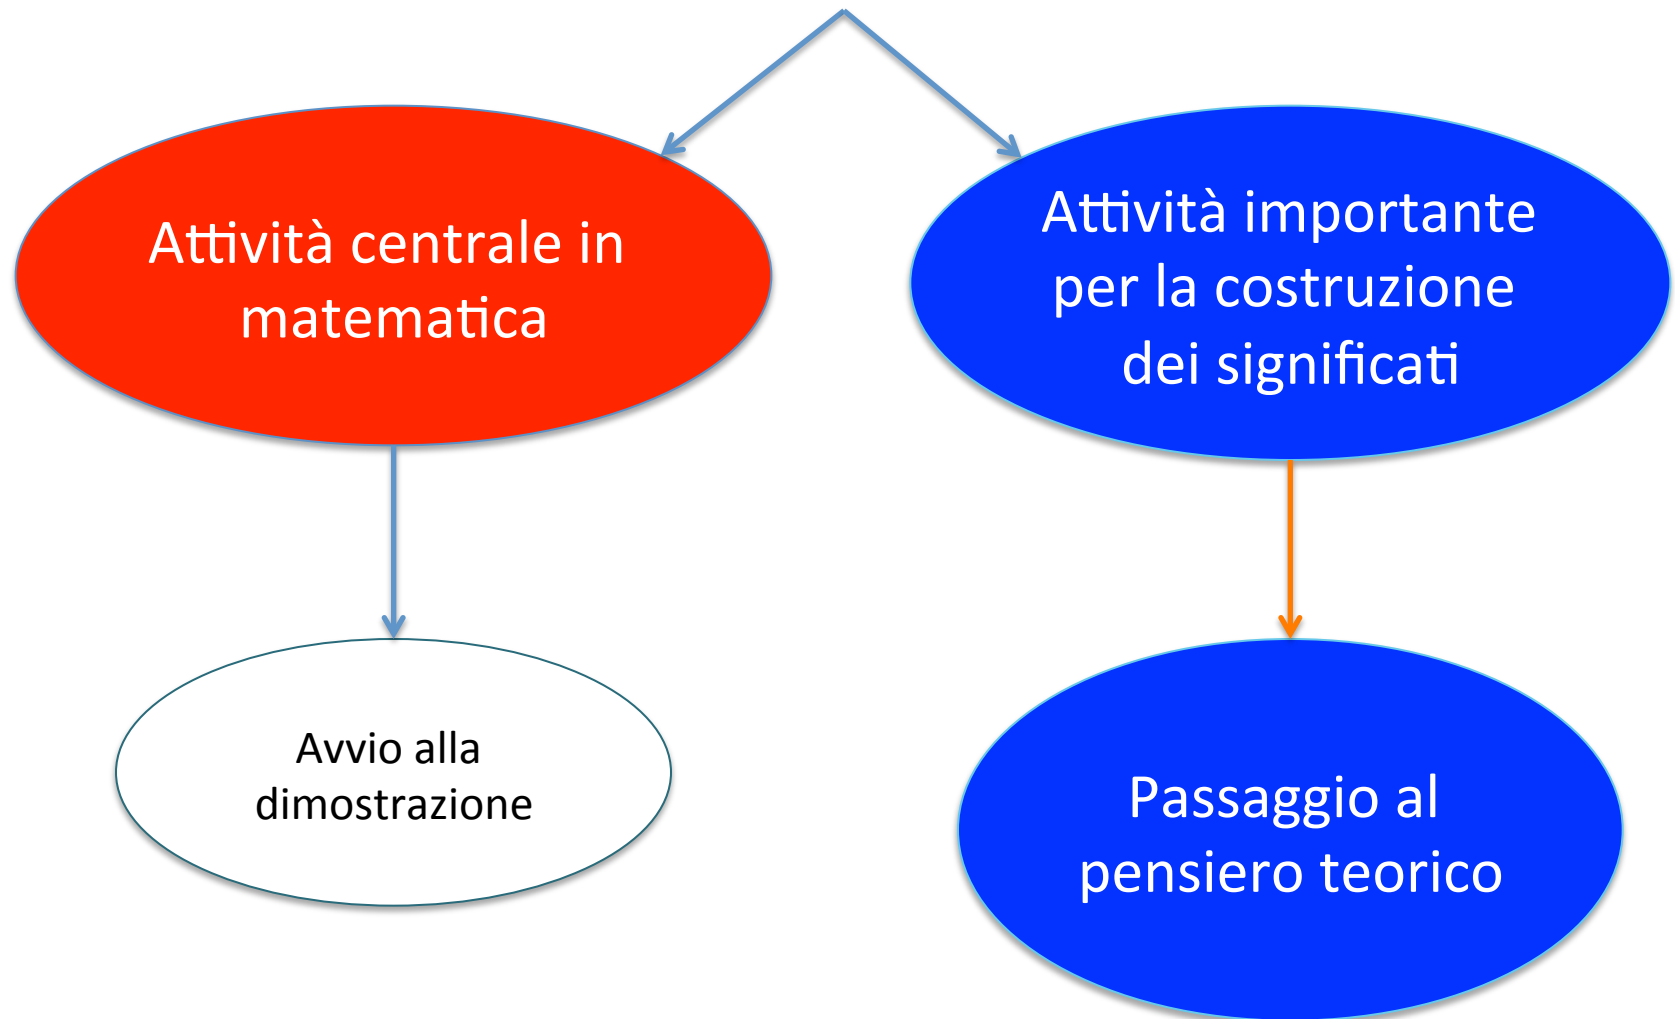 Attività centrale in
matematica
Attività importante
per la costruzione
dei significati
Avvio alla
dimostrazione
Passaggio al
pensiero teorico